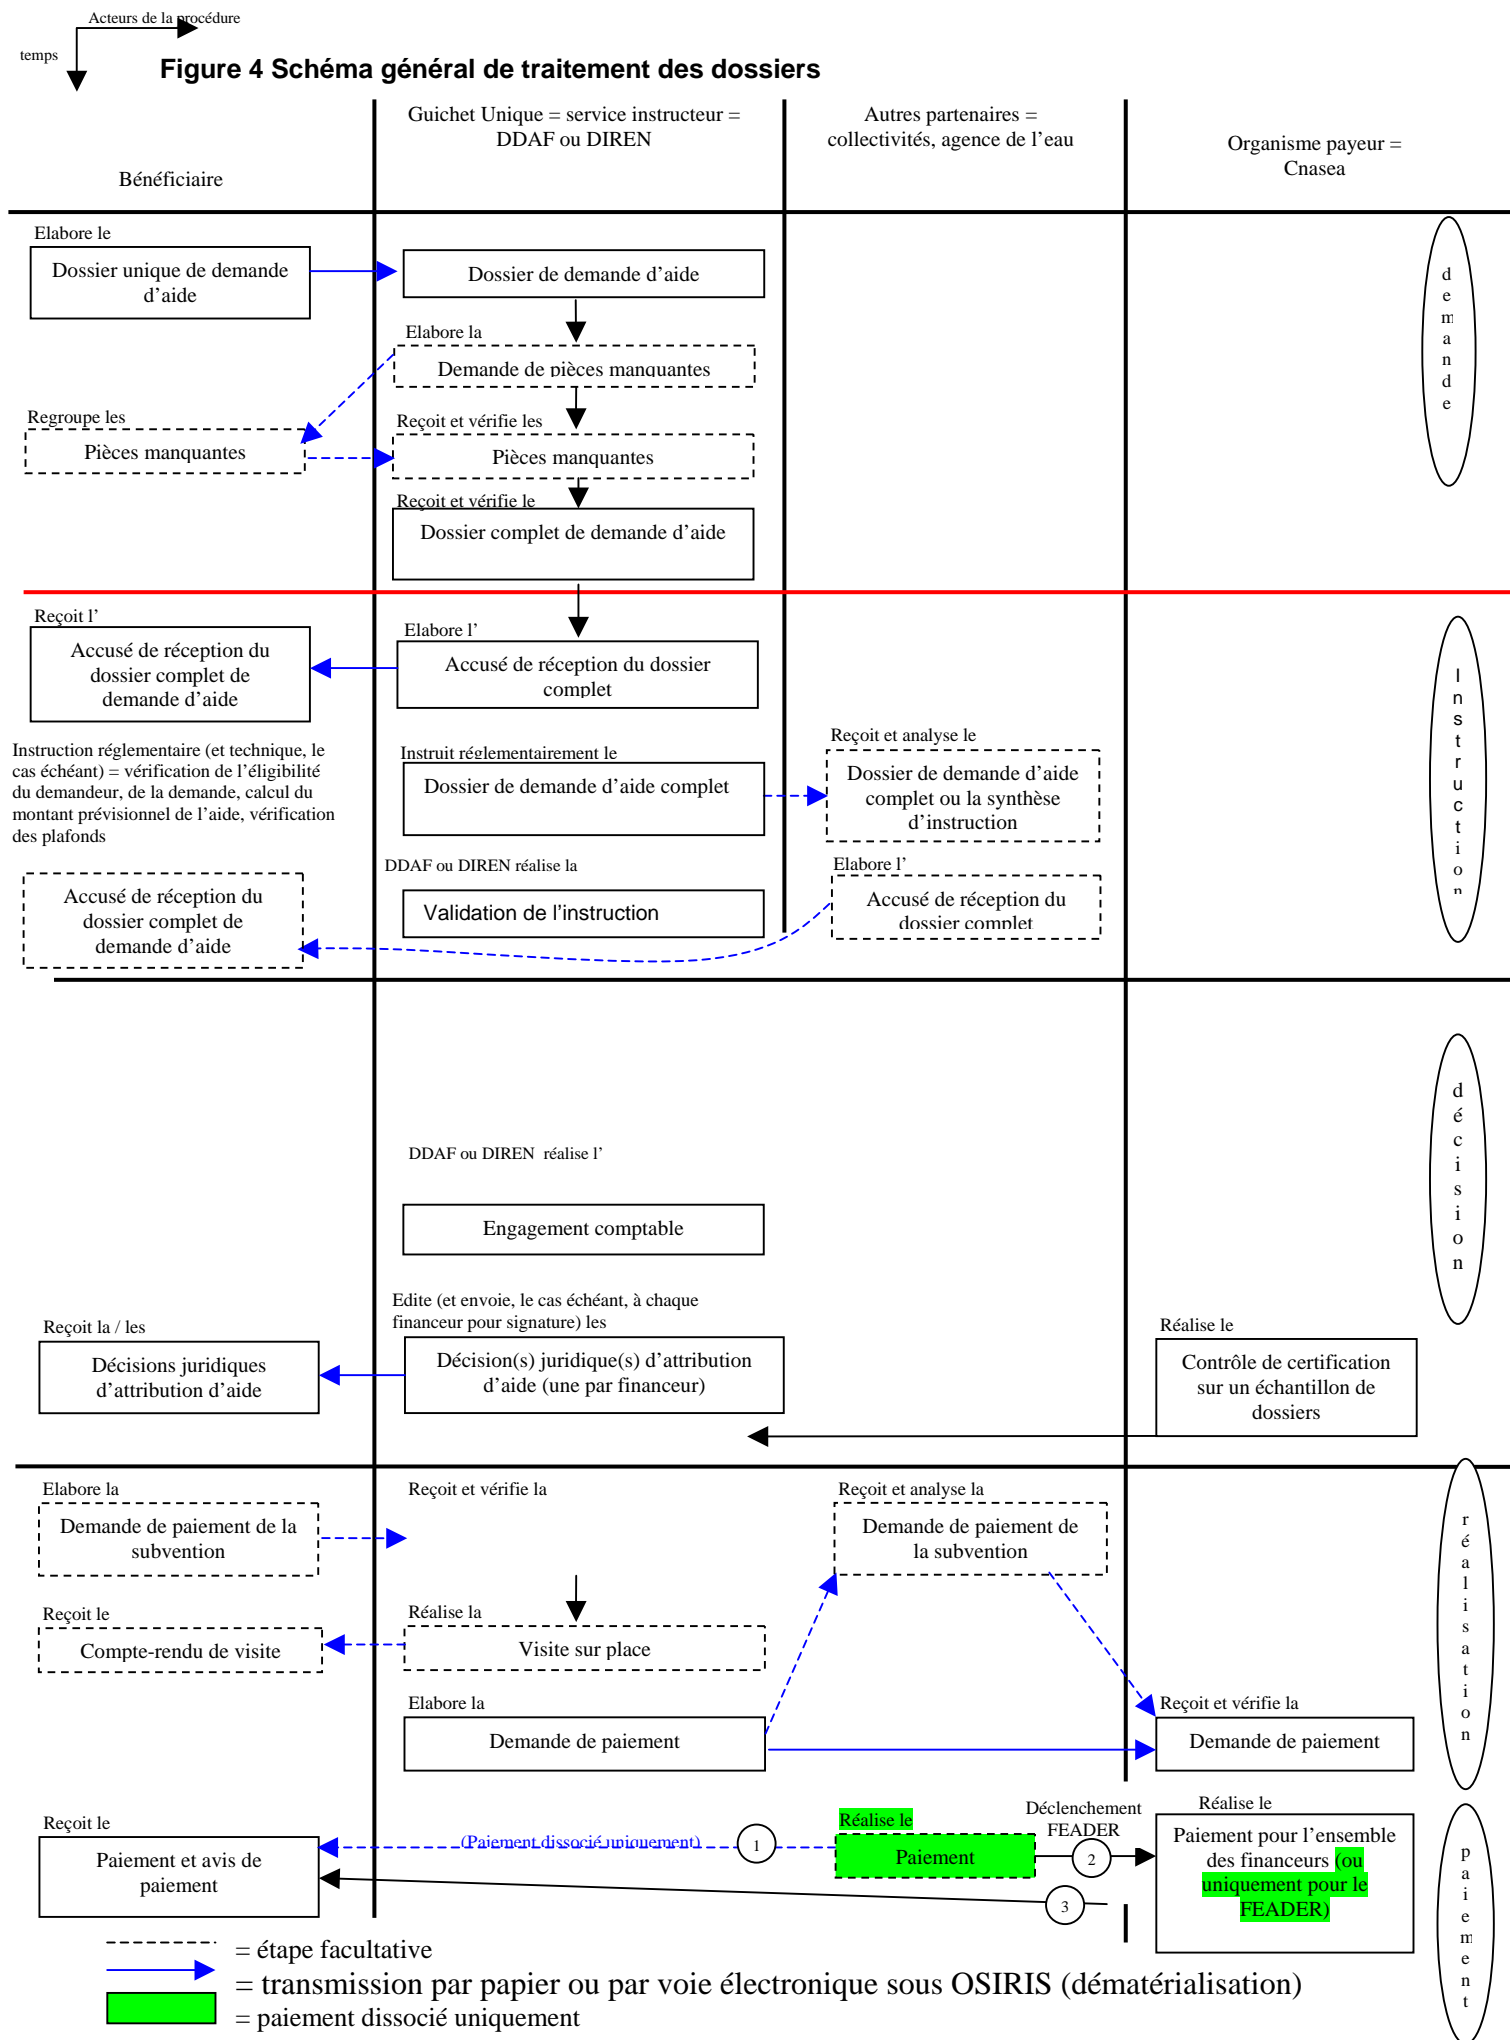 Acteurs de la procédure
temps
Figure 4 Schéma général de traitement des dossiers
Bénéficiaire
Guichet Unique = service instructeur =
DDAF ou DIREN
Autres partenaires =
collectivités, agence de l’eau
Organisme payeur =
Cnasea
Elabore le
Dossier unique de demande
d’aide
Dossier de demande d’aide
Elabore la
Demande de pièces manquantes
Regroupe les
Pièces manquantes
Reçoit et vérifie les
Pièces manquantes
Reçoit et vérifie le
Dossier complet de demande d’aide
demande
Reçoit l’
Accusé de réception du
dossier complet de
demande d’aide
Elabore l’
Accusé de réception du dossier
complet
Instruction réglementaire (et technique, le
cas échéant) = vérification de l’éligibilité
du demandeur, de la demande, calcul du
montant prévisionnel de l’aide, vérification
des plafonds
Instruit réglementairement le
Dossier de demande d’aide complet
Reçoit et analyse le
Dossier de demande d’aide
complet ou la synthèse
d’instruction
DDAF ou DIREN réalise la
Validation de l’instruction
Elabore l’
Accusé de réception du
dossier complet
Accusé de réception du
dossier complet de
demande d’aide
Instruction
DDAF ou DIREN  réalise l’
Engagement comptable
Edite (et envoie, le cas échéant, à chaque
financeur pour signature) les
Décision(s) juridique(s) d’attribution
d’aide (une par financeur)
Reçoit la / les
Décisions juridiques
d’attribution d’aide
Réalise le
Contrôle de certification
sur un échantillon de
dossiers
décision
Elabore la
Demande de paiement de la
subvention
Reçoit et vérifie la
Reçoit et analyse la
Demande de paiement de
la subvention
Reçoit le
Compte-rendu de visite
Réalise la
Visite sur place
Elabore la
Demande de paiement
Reçoit et vérifie la
Demande de paiement
réalisation
Reçoit le
Paiement et avis de
paiement
(Paiement dissocié uniquement)
1
Réalise le
Paiement
Déclenchement
FEADER
2
3
Réalise le
Paiement pour l’ensemble
des financeurs (ou
uniquement pour le
FEADER)
paiement
= étape facultative
= transmission par papier ou par voie électronique sous OSIRIS (dématérialisation)
= paiement dissocié uniquement